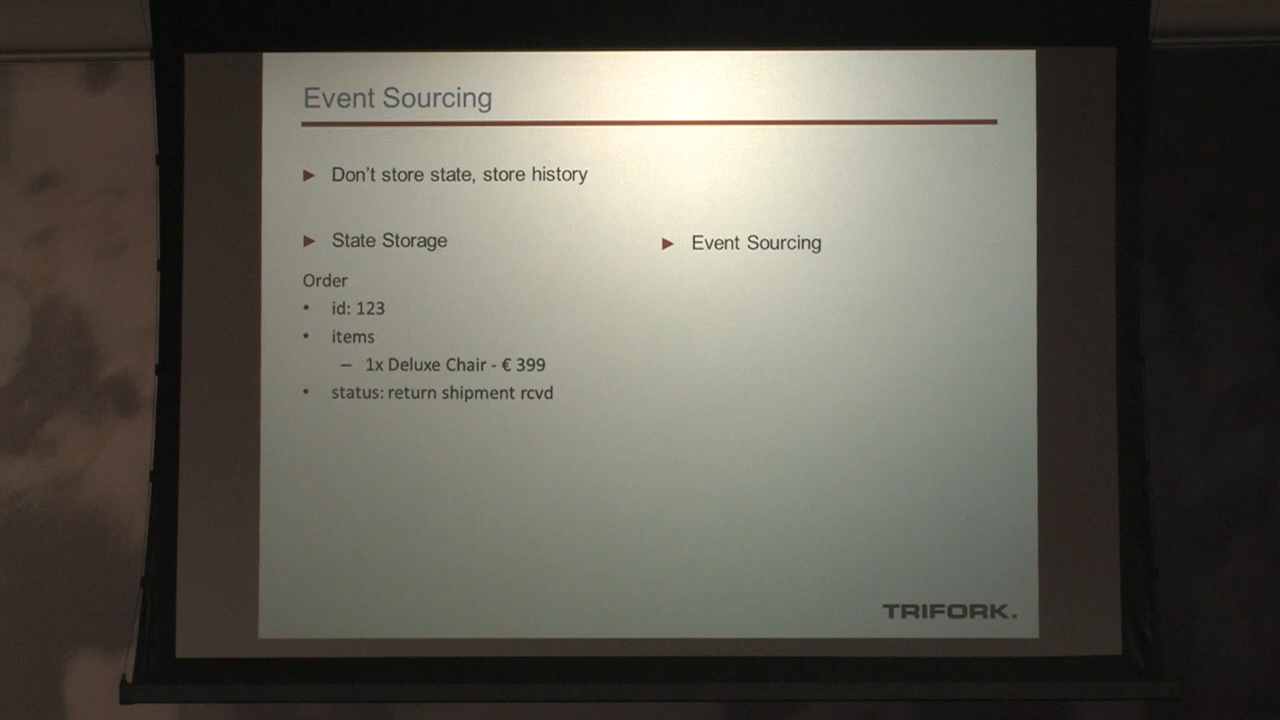 Event Sourcing
► Don't store state, store history
► State Storage
Order
• id: 123
• items
– 1x Deluxe Chair - € 399
• status: return shipment rcvd
► Event Sourcing
TRIFORK.